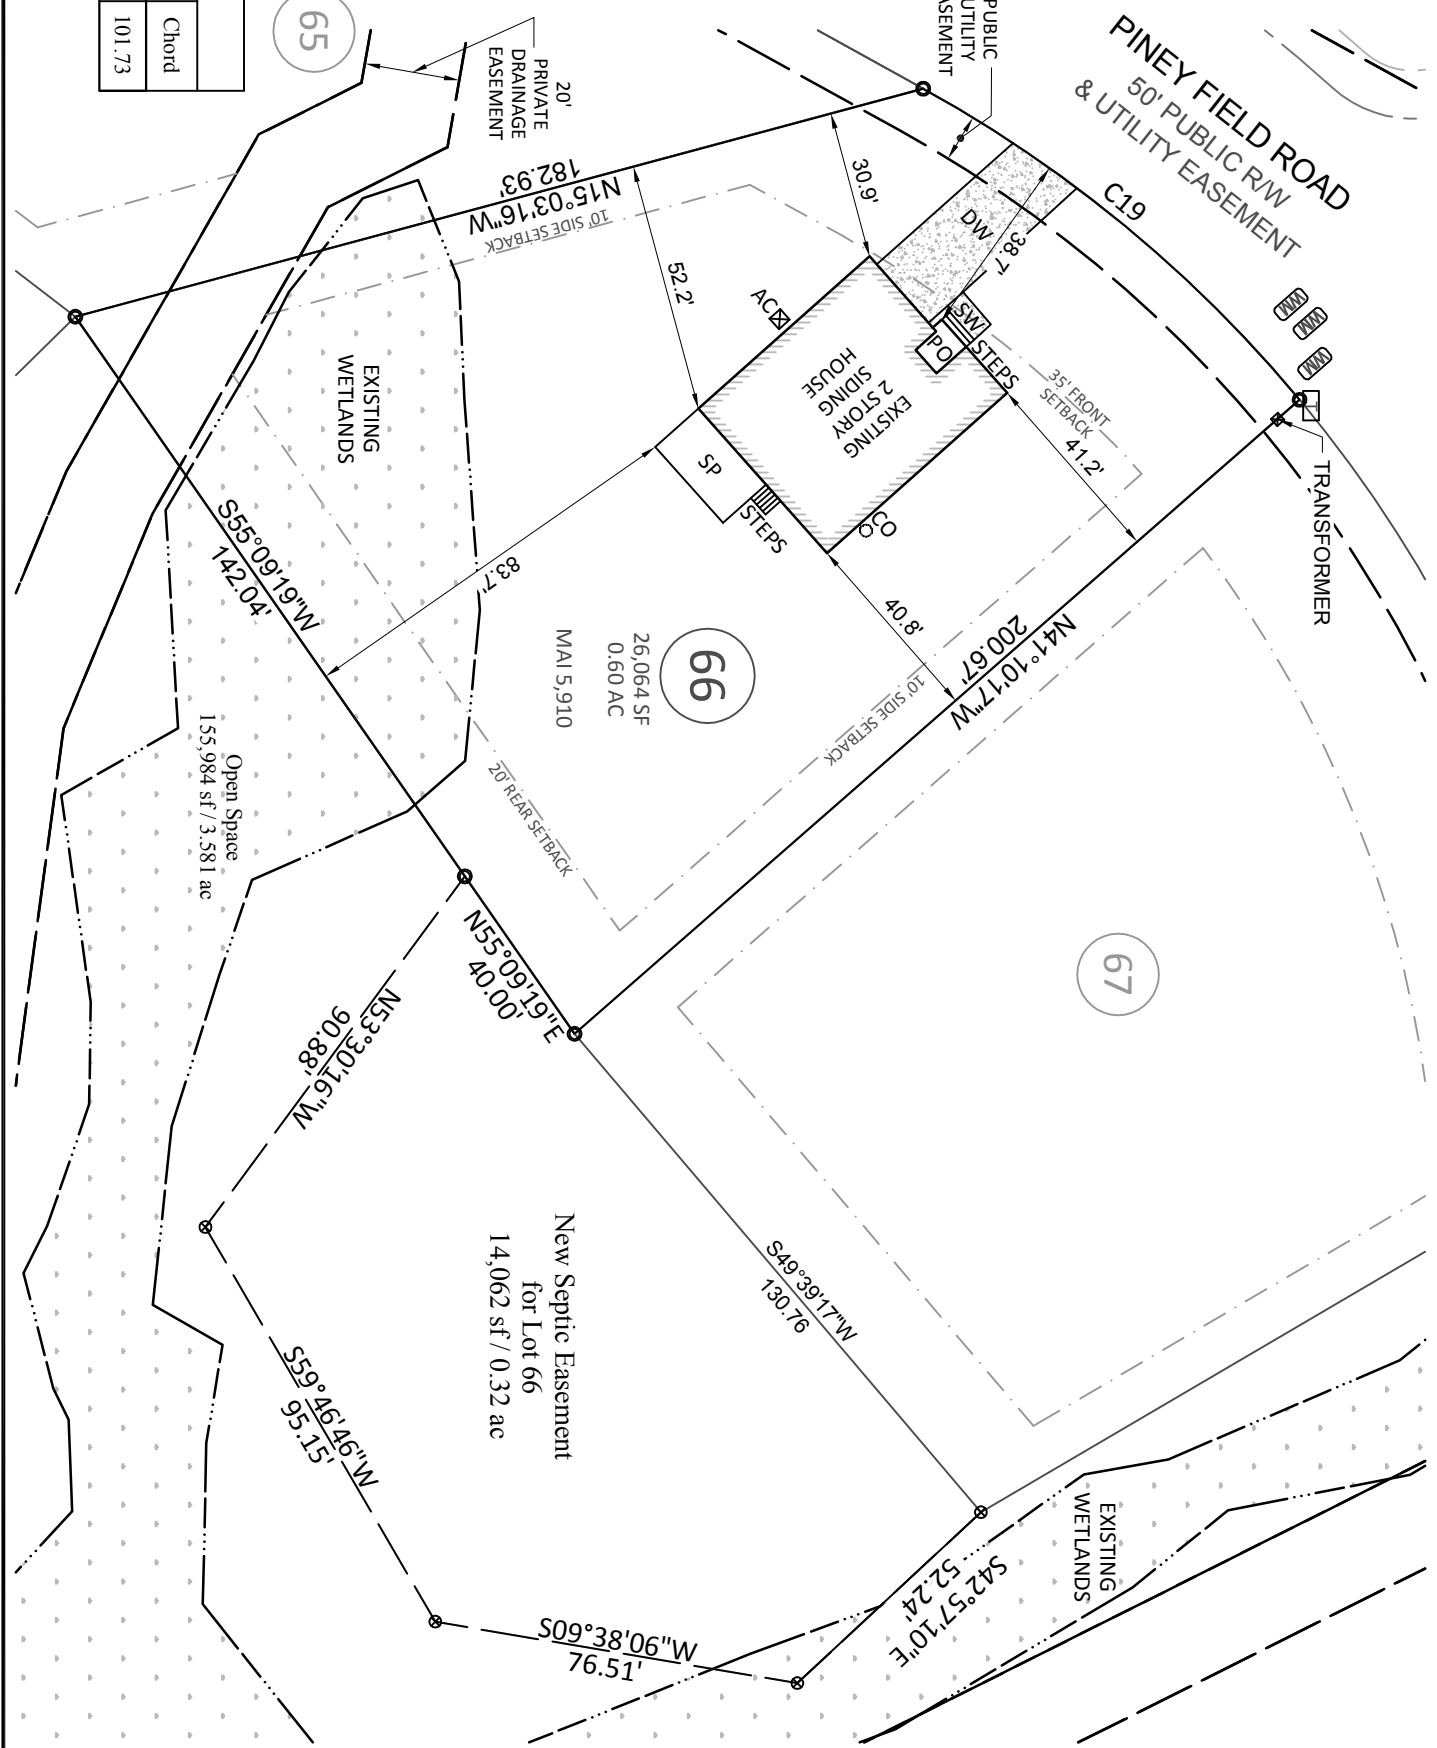 PINEY FIELD ROAD
50' PUBLIC R/W
& UTILITY EASEMENT
PUBLIC
UTILITY
C19
65
Chord
101.73
20'
PRIVATE
DRAINAGE
EASEMENT
N15°03'16"W
182.93'
10' SIDE SETBACK
30.9'
52.2'
DW
38.7'
SW
PO
STEPS
AC
EXISTING
2 STORY
SIDING
HOUSE
35' FRONT
SETBACK
41.2'
WM
WM
WM
T
TRANSFORMER
SP
STEPS
CO
40.8'
83.7'
EXISTING
WETLANDS
S55°09'19"W
142.04'
66
26,064 SF
0.60 AC
MAI 5,910
N41°10'17"W
200.67'
10' SIDE SETBACK
20' REAR SETBACK
67
Open Space
155,984 sf / 3.581 ac
N55°09'19"E
40.00'
N53°30'16"W
90.88'
New Septic Easement
for Lot 66
14,062 sf / 0.32 ac
S49°39'17"W
130.76
S59°46'46"W
95.15'
S09°38'06"W
76.51'
S42°57'10"E
52.24'
EXISTING
WETLANDS